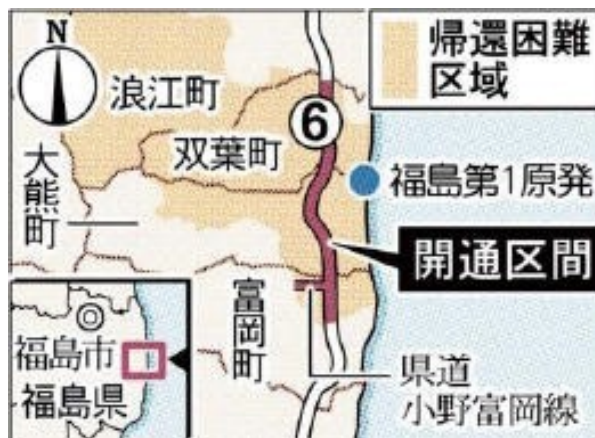 N
帰還困難
区域
浪江町
6
双葉町
大熊町
福島第1原発
開通区間
富岡町
福島市
福島県
県道
小野富岡線